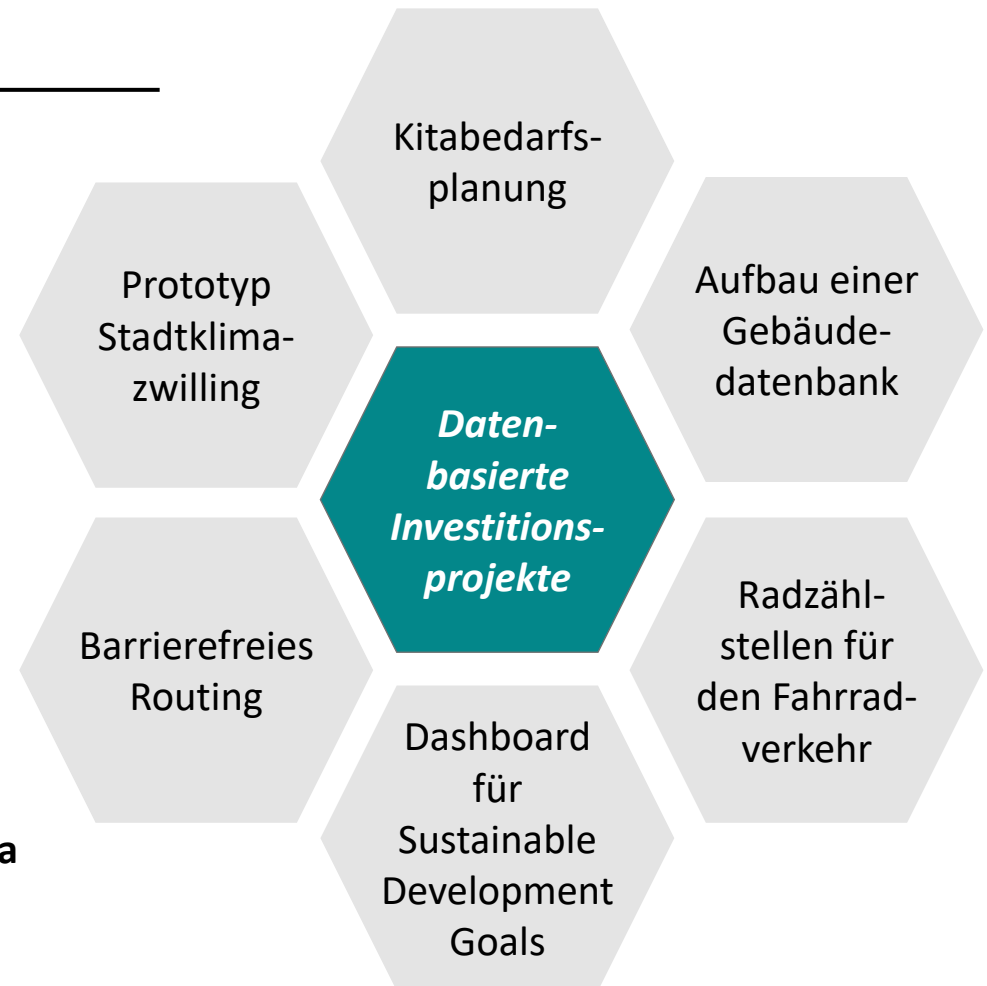 Kitabedarfs-
planung
Prototyp
Stadtklima-
zwilling
Aufbau einer
Gebäude-
datenbank
Daten-
basierte
Investitions-
projekte
Barrierefreies
Routing
Radzähl-
stellen für
den Fahrrad-
verkehr
Dashboard
für
Sustainable
Development
Goals
a